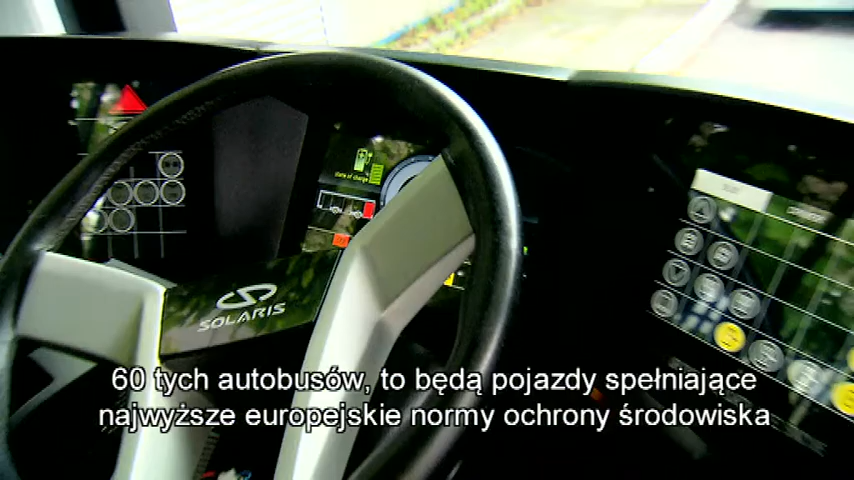 state of charge
SOLARIS
60 tych autobusów, to będą pojazdy spełniające
najwyższe europejskie normy ochrony środowiska